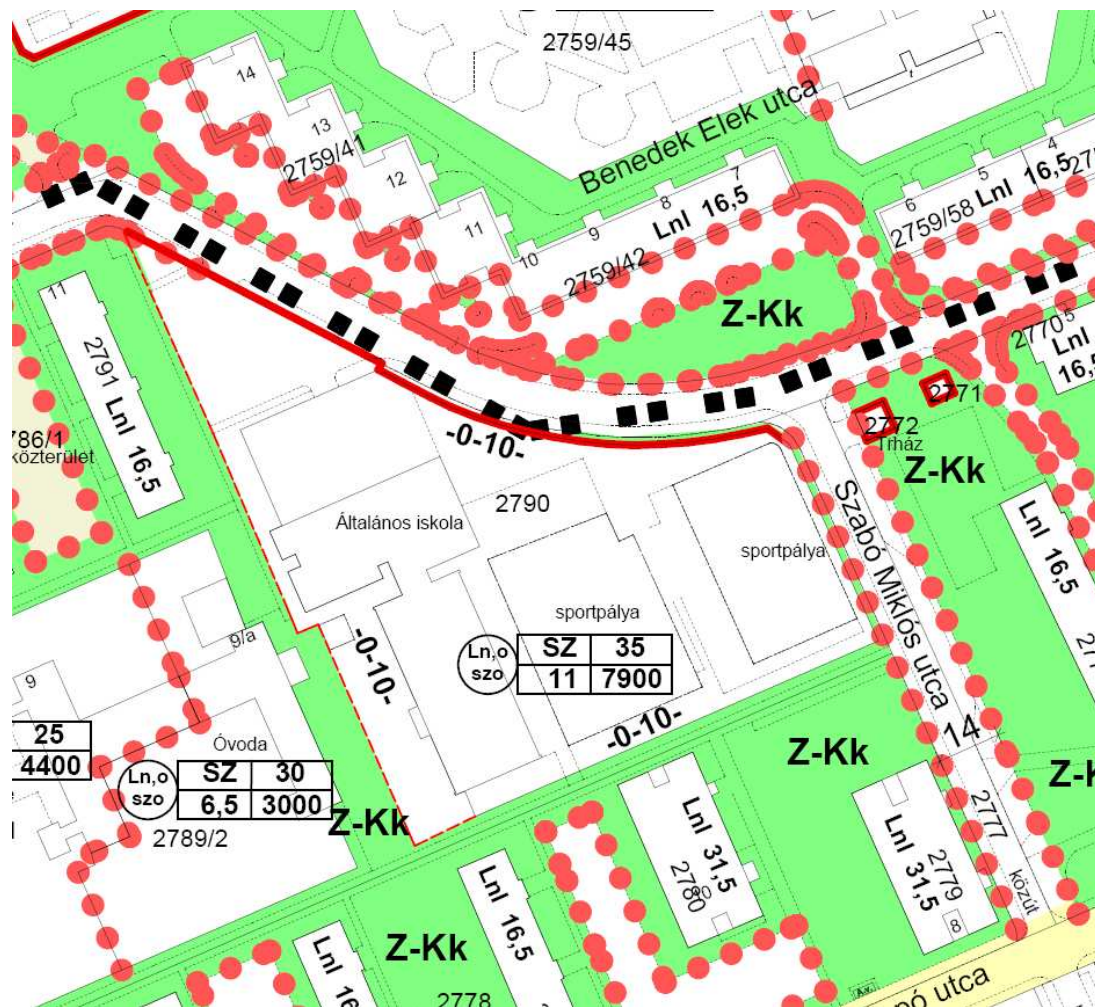 2759/45
14
13
2759/41
12
11
10
9
8
7
Lnl 16,5
2759/42
Benedek Elek utca
6
5
4
Lnl 16,5
2759/58
Z-Kk
5
2770
Lnl
16,5
2771
2772
Trház
Z-Kk
11
2791 Lnl 16,5
közterület
-0-10-
2790
Általános iskola
sportpálya
sportpálya
Szabó Miklós utca
14
Lnl 16,5
Ln,o
szo
SZ 35
11 7900
-0-10-
-0-10-
9/a
9
25
4400
Óvoda
Ln,o
szo
SZ 30
6,5 3000
2789/2
Z-Kk
Z-Kk
2777
közút
Lnl 31,5
2780
Lnl 31,5
2779
8
Lnl 16,5
Z-Kk
2778
utca